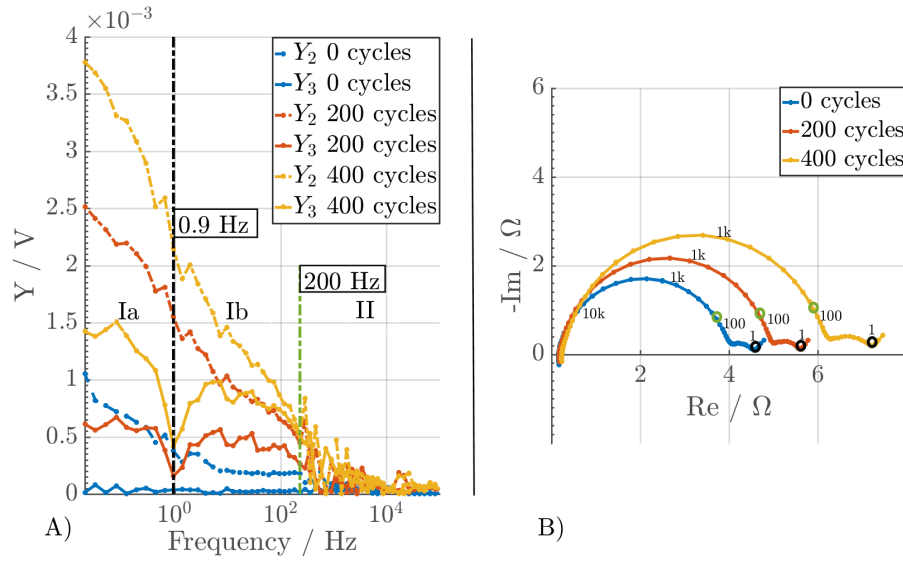 ×10⁻³
4
3.5
3
2.5
2
1.5
1
0.5
0
Y / V
Y₂ 0 cycles
Y₃ 0 cycles
Y₂ 200 cycles
Y₃ 200 cycles
Y₂ 400 cycles
Y₃ 400 cycles
0.9 Hz
200 Hz
Ia
Ib
II
10⁰
10²
10⁴
Frequency / Hz
A)
6
4
2
0
-Im / Ω
0 cycles
200 cycles
400 cycles
1k
1k
1k
10k
100
100
100
1
1
1
2
4
6
Re / Ω
B)